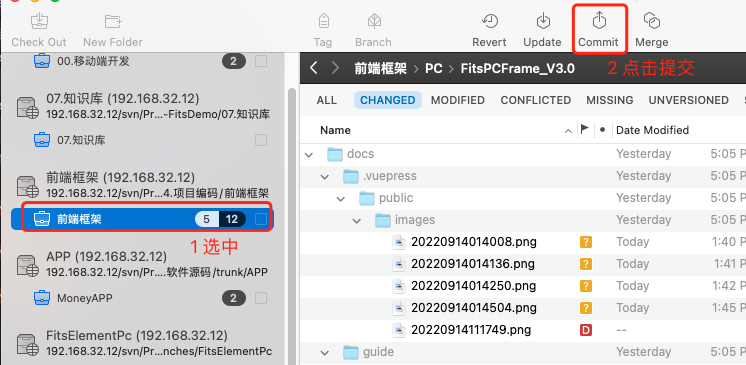 Check Out
New Folder
Tag
Branch
Revert
Update
Commit
Merge
00.移动端开发
2
07.知识库 (192.168.32.12)
192.168.32.12/svn/Pr...-FitsDemo/07.知识库
07.知识库
前端框架 (192.168.32.12)
192.168.32.12/svn/Pr...4.项目编码/前端框架
前端框架
5
12
1 选中
APP (192.168.32.12)
192.168.32.12/svn/Pr...软件源码/trunk/APP
MoneyAPP
2
FitsElementPc (192.168.32.12)
192.168.32.12/svn/Pr...nches/FitsElementPc
前端框架 › PC › FitsPCFrame_V3.0
2 点击提交
ALL CHANGED MODIFIED CONFLICTED MISSING UNVERSIONED
Name Date Modified
docs Yesterday 5:05 P
.vuepress Yesterday 5:05 P
public Yesterday 5:05 P
images Yesterday 5:05 P
20220914014008.png ? Today 1:40 P
20220914014136.png ? Today 1:41 P
20220914014250.png ? Today 1:42 P
20220914014504.png ? Today 1:45 P
20220914111749.png D --
guide Yesterday 5:05 P